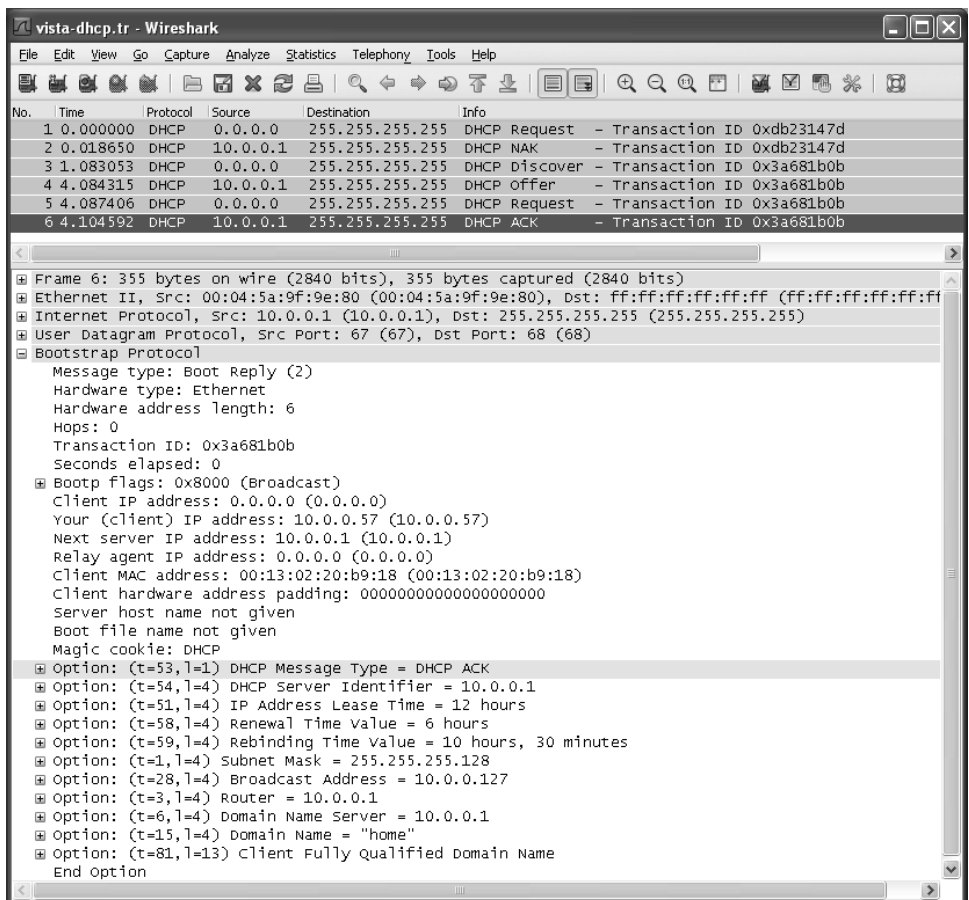 vista-dhcp.tr - Wireshark
File Edit View Go Capture Analyze Statistics Telephony Tools Help
No. Time Protocol Source Destination Info
1 0.000000 DHCP 0.0.0.0 255.255.255.255 DHCP Request – Transaction ID 0xdb23147d
2 0.018650 DHCP 10.0.0.1 255.255.255.255 DHCP NAK – Transaction ID 0xdb23147d
3 1.083053 DHCP 0.0.0.0 255.255.255.255 DHCP Discover – Transaction ID 0x3a681b0b
4 4.084315 DHCP 10.0.0.1 255.255.255.255 DHCP Offer – Transaction ID 0x3a681b0b
5 4.087406 DHCP 0.0.0.0 255.255.255.255 DHCP Request – Transaction ID 0x3a681b0b
6 4.104592 DHCP 10.0.0.1 255.255.255.255 DHCP ACK – Transaction ID 0x3a681b0b
Frame 6: 355 bytes on wire (2840 bits), 355 bytes captured (2840 bits)
Ethernet II, Src: 00:04:5a:9f:9e:80 (00:04:5a:9f:9e:80), Dst: ff:ff:ff:ff:ff:ff (ff:ff:ff:ff:ff:ff
Internet Protocol, Src: 10.0.0.1 (10.0.0.1), Dst: 255.255.255.255 (255.255.255.255)
User Datagram Protocol, Src Port: 67 (67), Dst Port: 68 (68)
Bootstrap Protocol
Message type: Boot Reply (2)
Hardware type: Ethernet
Hardware address length: 6
Hops: 0
Transaction ID: 0x3a681b0b
Seconds elapsed: 0
Bootp flags: 0x8000 (Broadcast)
Client IP address: 0.0.0.0 (0.0.0.0)
Your (client) IP address: 10.0.0.57 (10.0.0.57)
Next server IP address: 10.0.0.1 (10.0.0.1)
Relay agent IP address: 0.0.0.0 (0.0.0.0)
Client MAC address: 00:13:02:20:b9:18 (00:13:02:20:b9:18)
Client hardware address padding: 00000000000000000000
Server host name not given
Boot file name not given
Magic cookie: DHCP
Option: (t=53,l=1) DHCP Message Type = DHCP ACK
Option: (t=54,l=4) DHCP Server Identifier = 10.0.0.1
Option: (t=51,l=4) IP Address Lease Time = 12 hours
Option: (t=58,l=4) Renewal Time Value = 6 hours
Option: (t=59,l=4) Rebinding Time Value = 10 hours, 30 minutes
Option: (t=1,l=4) Subnet Mask = 255.255.255.128
Option: (t=28,l=4) Broadcast Address = 10.0.0.127
Option: (t=3,l=4) Router = 10.0.0.1
Option: (t=6,l=4) Domain Name Server = 10.0.0.1
Option: (t=15,l=4) Domain Name = "home"
Option: (t=81,l=13) Client Fully Qualified Domain Name
End Option